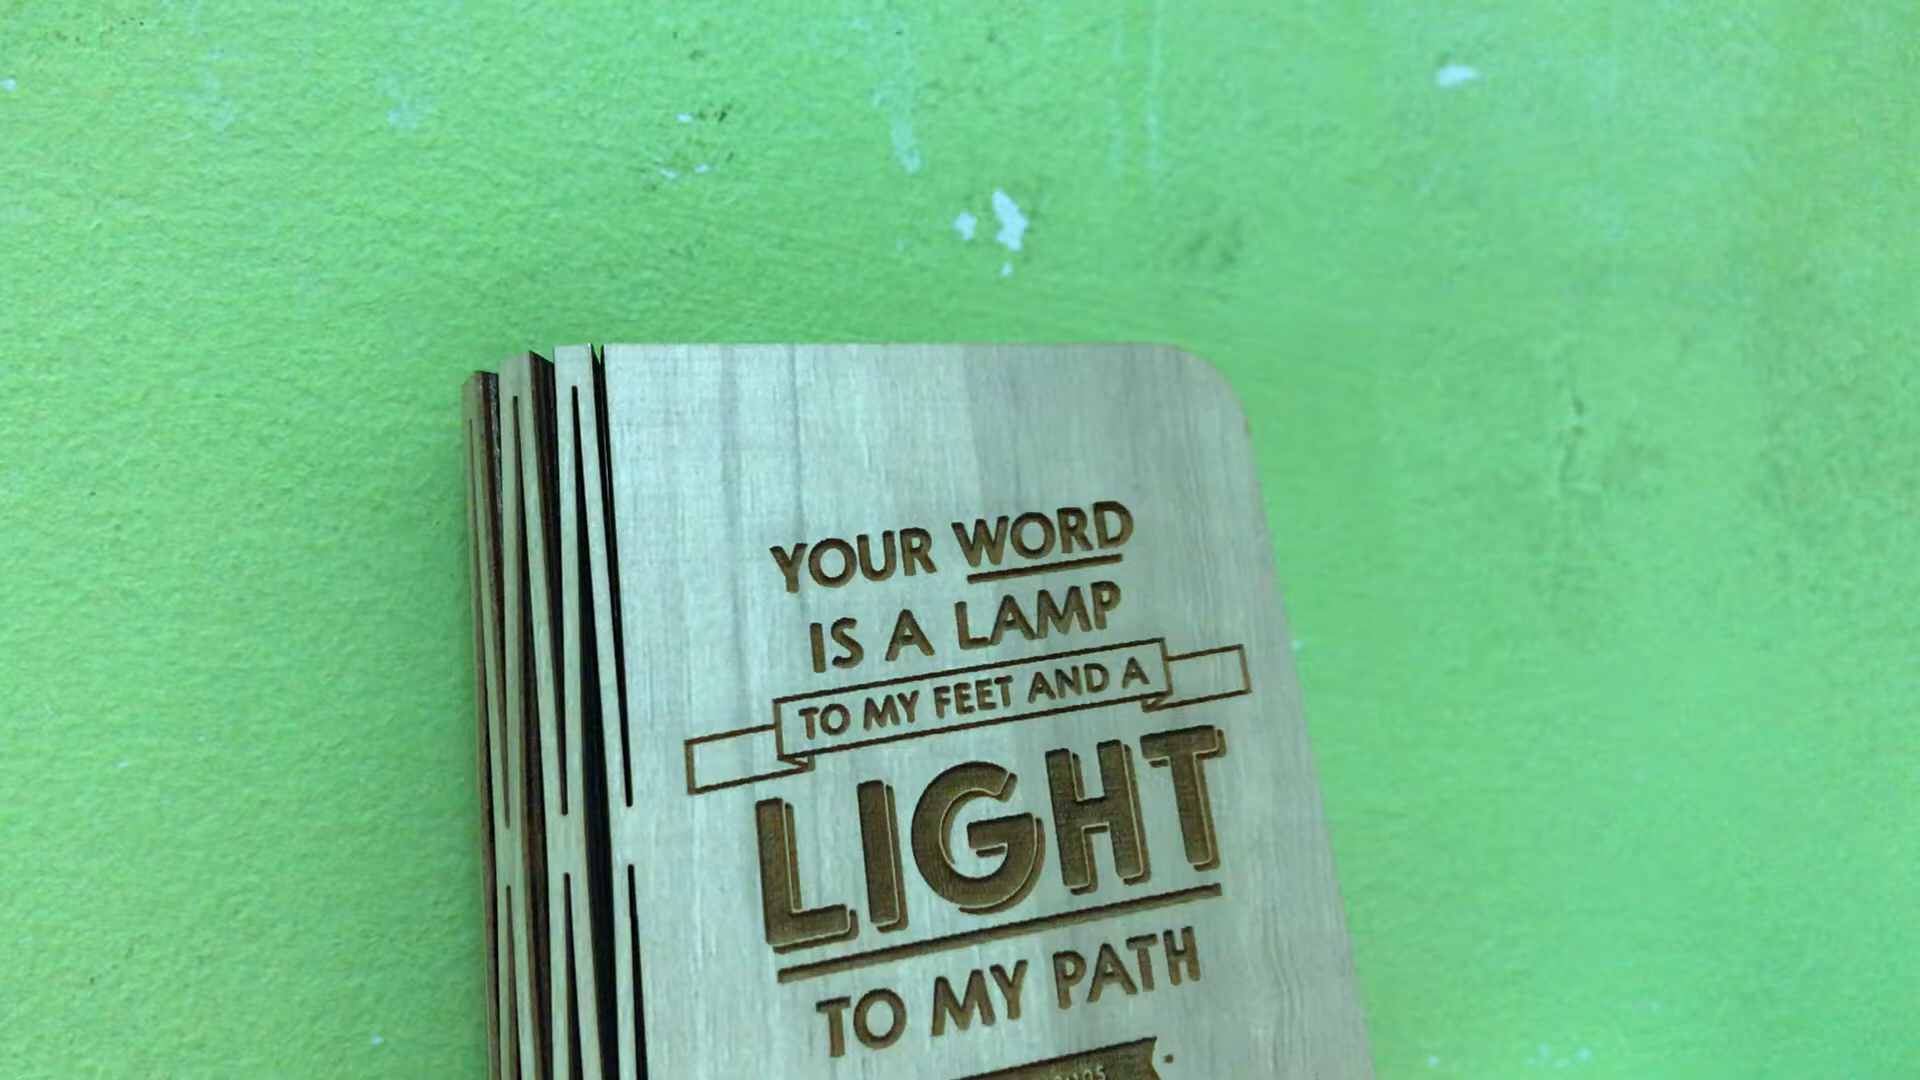 YOUR WORD
IS A LAMP
TO MY FEET AND A
LIGHT
TO MY PATH